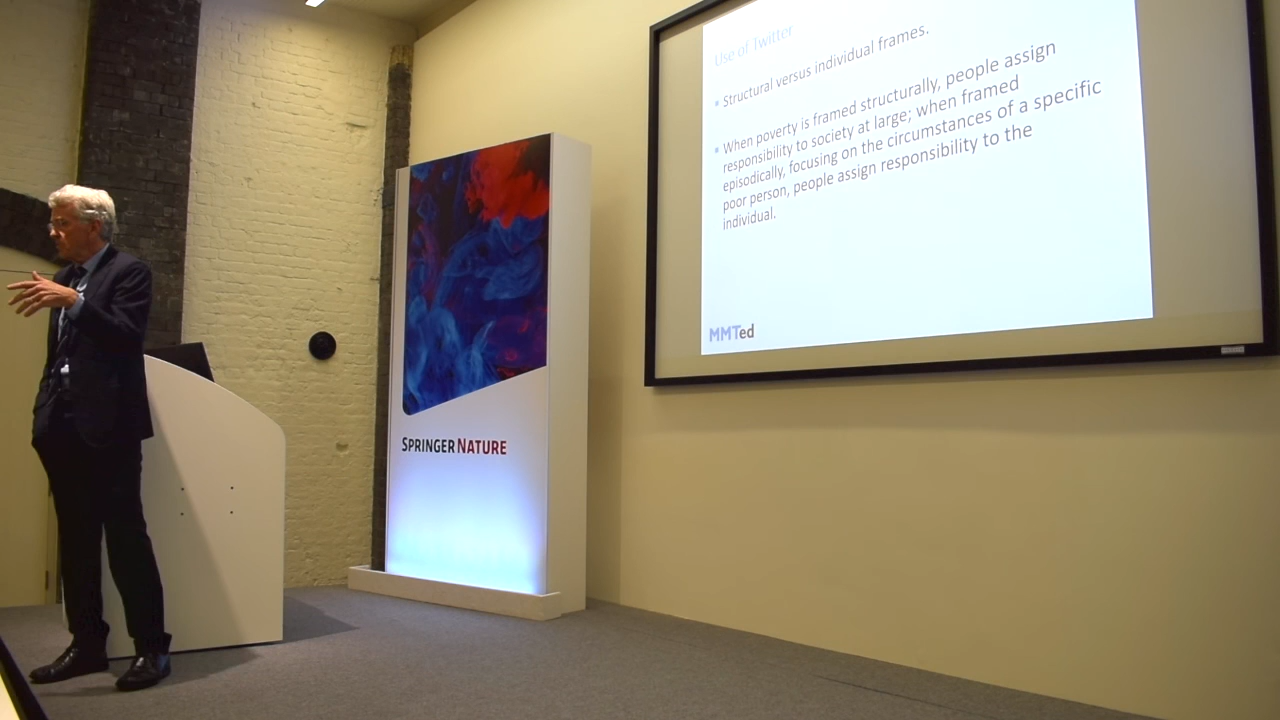 Use of Twitter
Structural versus individual frames.
When poverty is framed structurally, people assign
responsibility to society at large; when framed
episodically, focusing on the circumstances of a specific
poor person, people assign responsibility to the
individual.
MMTed
SPRINGER NATURE